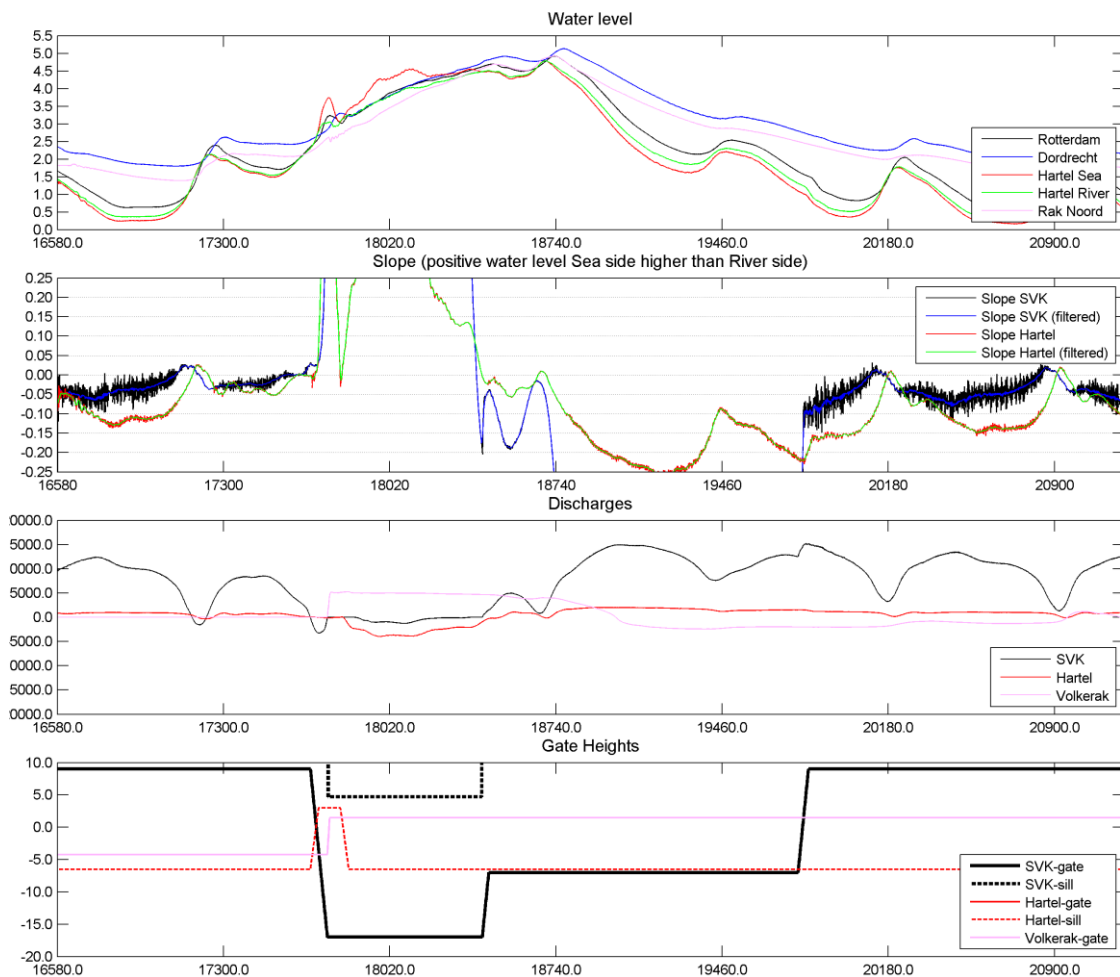 Water level
5.5
5.0
4.5
4.0
3.5
3.0
2.5
2.0
1.5
1.0
0.5
0.0
Rotterdam
Dordrecht
Hartel Sea
Hartel River
Rak Noord
16580.0 17300.0 18020.0 18740.0 19460.0 20180.0 20900.0
Slope (positive water level Sea side higher than River side)
0.25
0.20
0.15
0.10
0.05
0.00
-0.05
-0.10
-0.15
-0.20
-0.25
Slope SVK
Slope SVK (filtered)
Slope Hartel
Slope Hartel (filtered)
16580 17300 18020 18740 19460 20180 20900
Discharges
0000.0
5000.0
0000.0
5000.0
0.0
5000.0
0000.0
5000.0
0000.0
SVK
Hartel
Volkerak
16580.0 17300.0 18020.0 18740.0 19460.0 20180.0 20900.0
Gate Heights
10.0
5.0
0.0
-5.0
-10.0
-15.0
-20.0
SVK-gate
SVK-sill
Hartel-gate
Hartel-sill
Volkerak-gate
16580.0 17300.0 18020.0 18740.0 19460.0 20180.0 20900.0